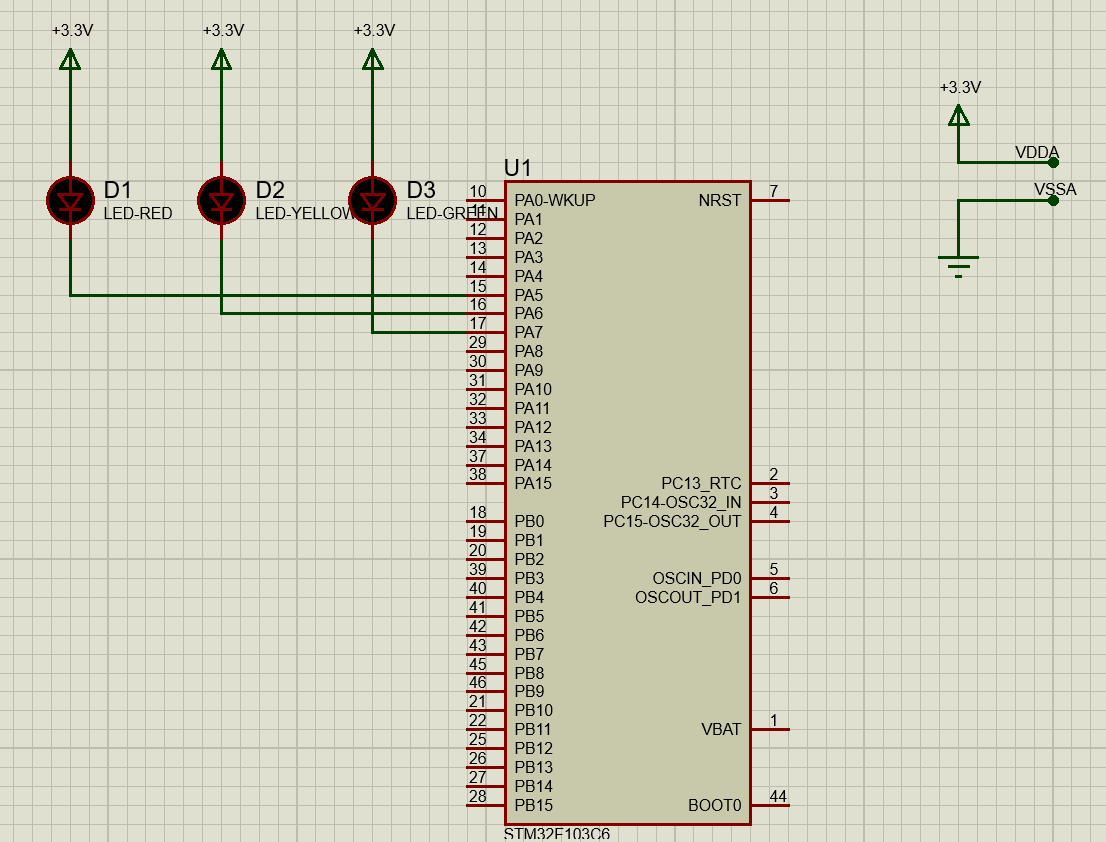 +3.3V
+3.3V
+3.3V
+3.3V
VDDA
VSSA
D1
LED-RED
D2
LED-YELLOW
D3
LED-GREEN
U1
10 PA0-WKUP
11 PA1
12 PA2
13 PA3
14 PA4
15 PA5
16 PA6
17 PA7
29 PA8
30 PA9
31 PA10
32 PA11
33 PA12
34 PA13
37 PA14
38 PA15
18 PB0
19 PB1
20 PB2
39 PB3
40 PB4
41 PB5
42 PB6
43 PB7
45 PB8
46 PB9
21 PB10
22 PB11
25 PB12
26 PB13
27 PB14
28 PB15
NRST 7
PC13_RTC 2
PC14-OSC32_IN 3
PC15-OSC32_OUT 4
OSCIN_PD0 5
OSCOUT_PD1 6
VBAT 1
BOOT0 44
STM32F103C6